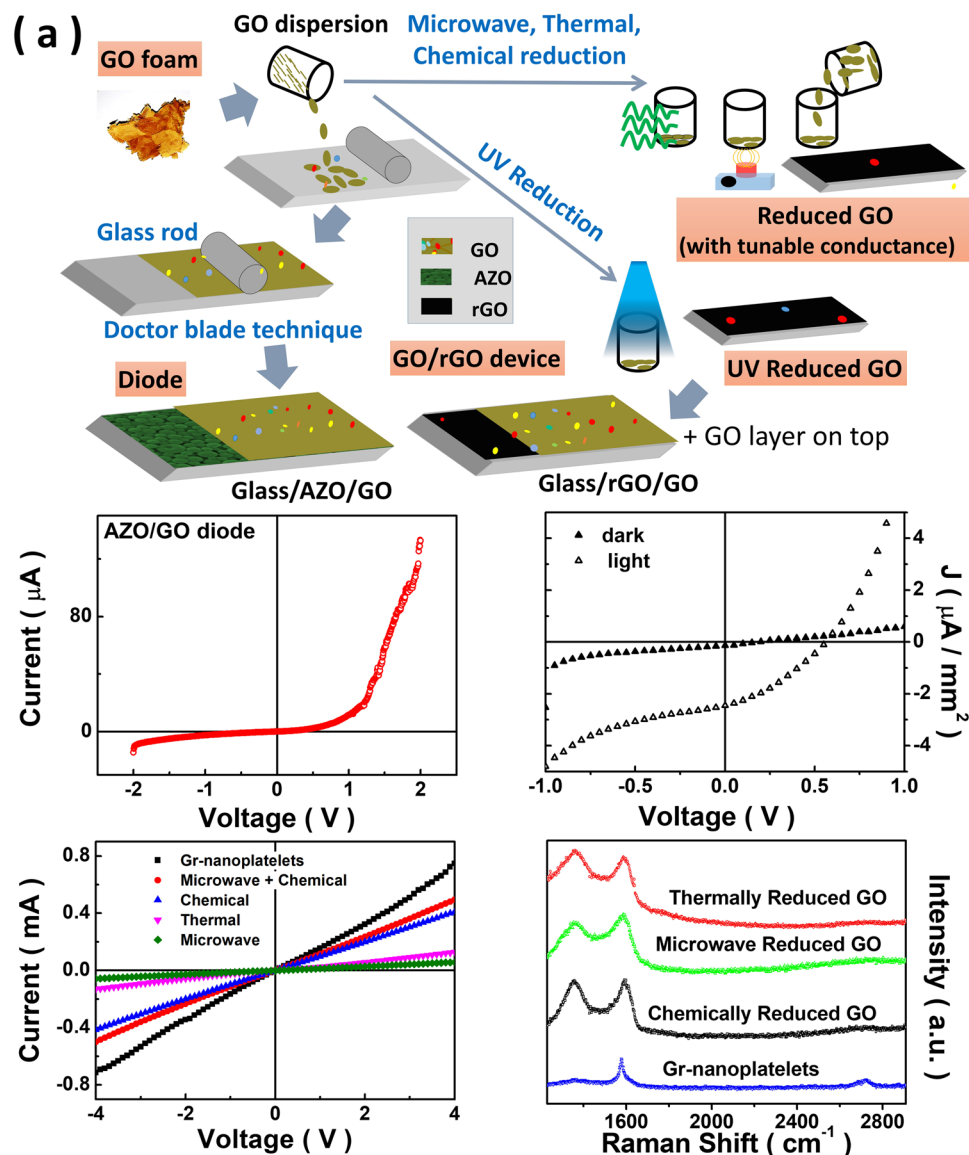 ( a )
GO dispersion
Microwave, Thermal,
Chemical reduction
GO foam
UV Reduction
Reduced GO
(with tunable conductance)
Glass rod
GO
AZO
rGO
Doctor blade technique
GO/rGO device
UV Reduced GO
Diode
+ GO layer on top
Glass/AZO/GO
Glass/rGO/GO
AZO/GO diode
Current ( μA )
80
0
-2
-1
0
1
2
Voltage ( V )
dark
light
J ( μA / mm²)
4
2
0
-2
-4
-1.0
-0.5
0.0
0.5
1.0
Voltage ( V )
Gr-nanoplatelets
Microwave + Chemical
Chemical
Thermal
Microwave
Current ( mA )
0.8
0.4
0.0
-0.4
-0.8
-4
-2
0
2
4
Voltage ( V )
Thermally Reduced GO
Microwave Reduced GO
Chemically Reduced GO
Gr-nanoplatelets
Intensity ( a.u. )
1600
2000
2400
2800
Raman Shift ( cm⁻¹ )